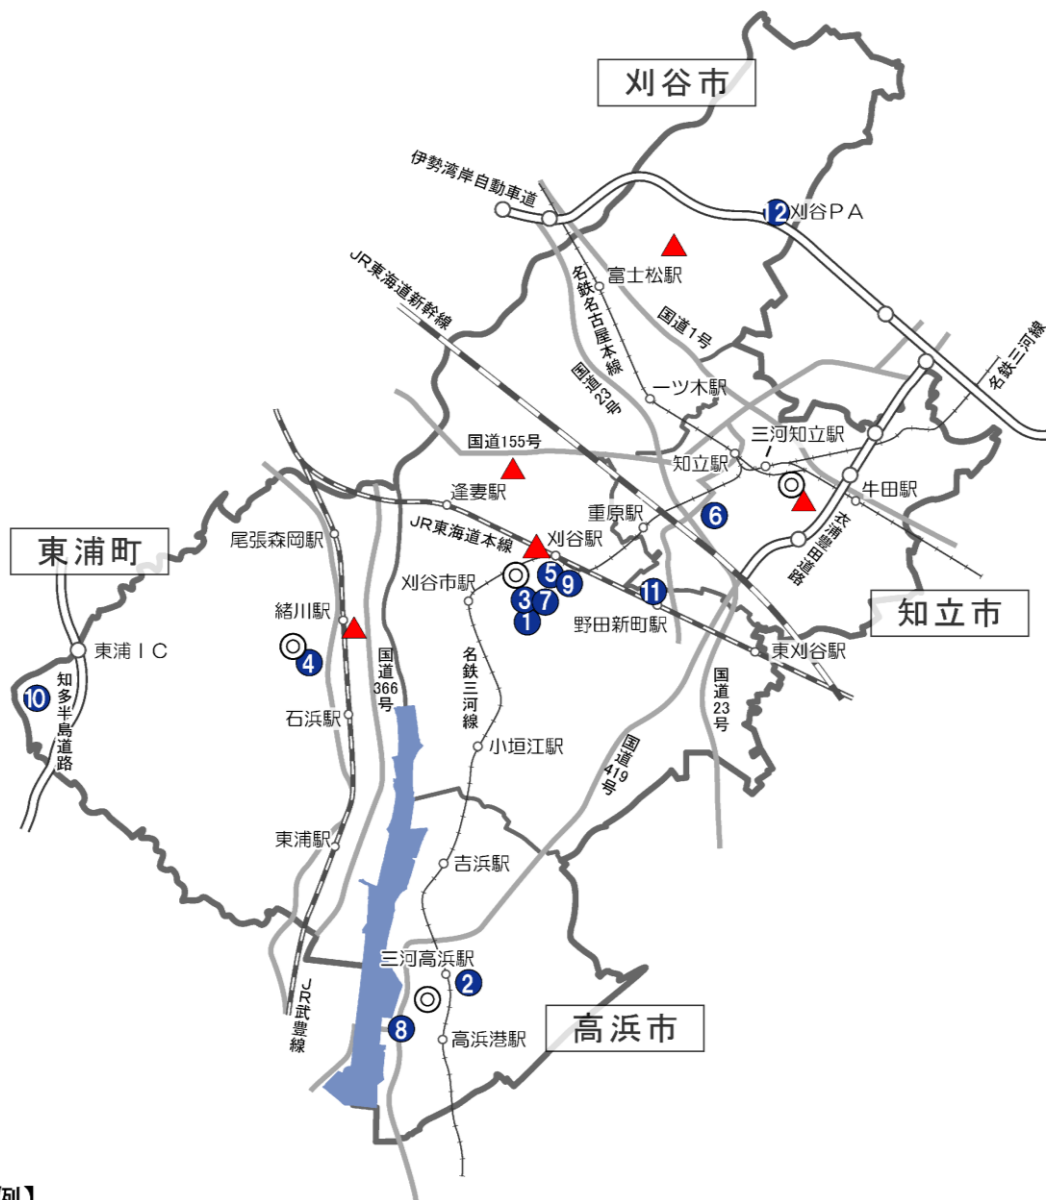 刈谷市
伊勢湾岸自動車道
12
刈谷PA
JR東海道新幹線
富士松駅
名鉄名古屋本線
国道1号
名鉄三河線
国道23号
一ツ木駅
三河知立駅
国道155号
知立駅
牛田駅
逢妻駅
重原駅
6
JR東海道本線
尾張森岡駅
刈谷駅
衣浦豊田道路
東浦町
刈谷市駅
5
9
3
7
11
1
野田新町駅
知立市
緒川駅
東浦IC
4
東刈谷駅
国道366号
名鉄三河線
10
知多半島道路
国道23号
石浜駅
小垣江駅
国道419号
東浦駅
吉浜駅
三河高浜駅
2
JR武豊線
8
高浜港駅
高浜市